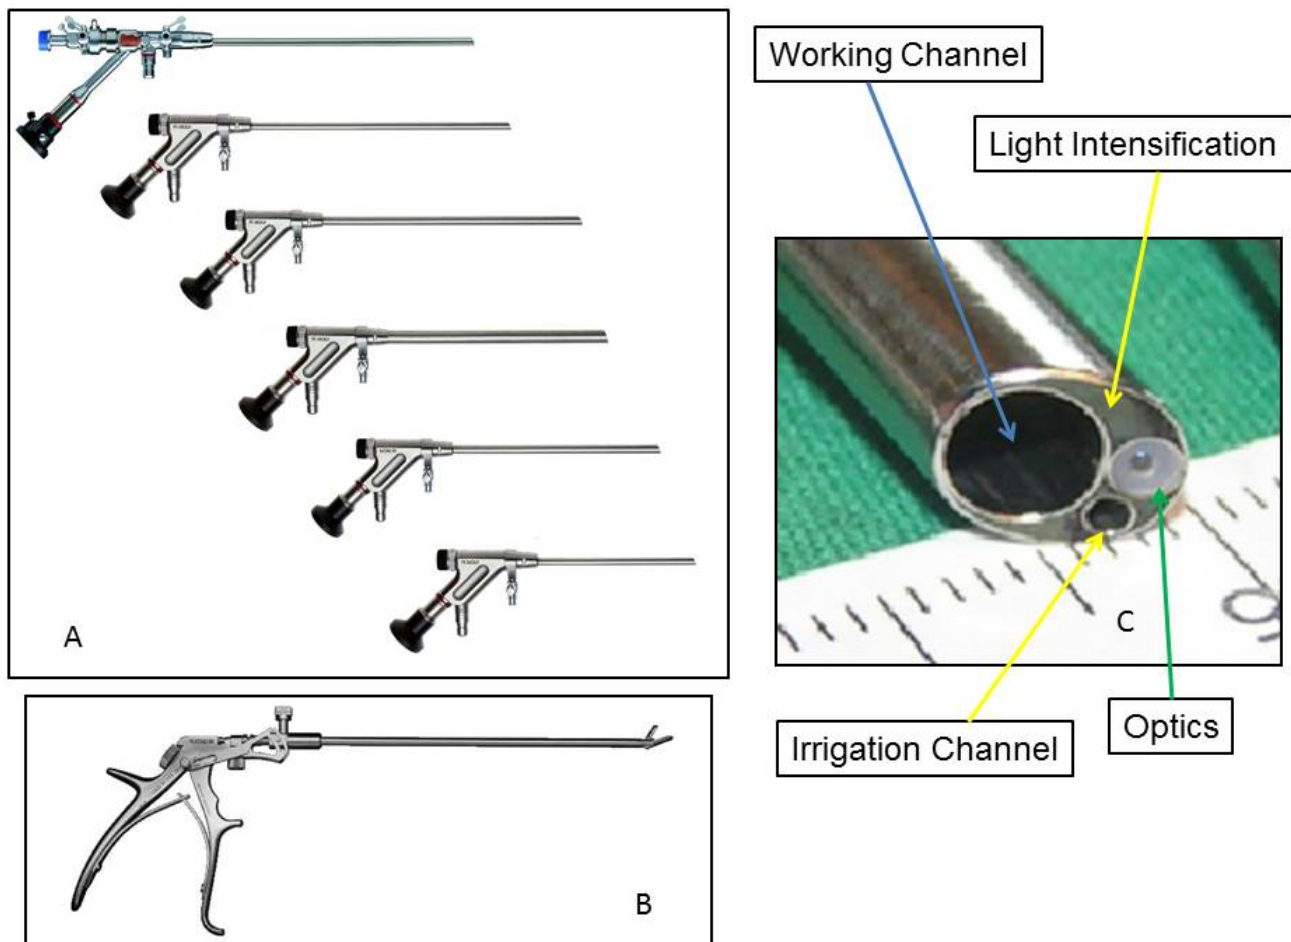 Working Channel
Light Intensification
A
C
Irrigation Channel
Optics
B